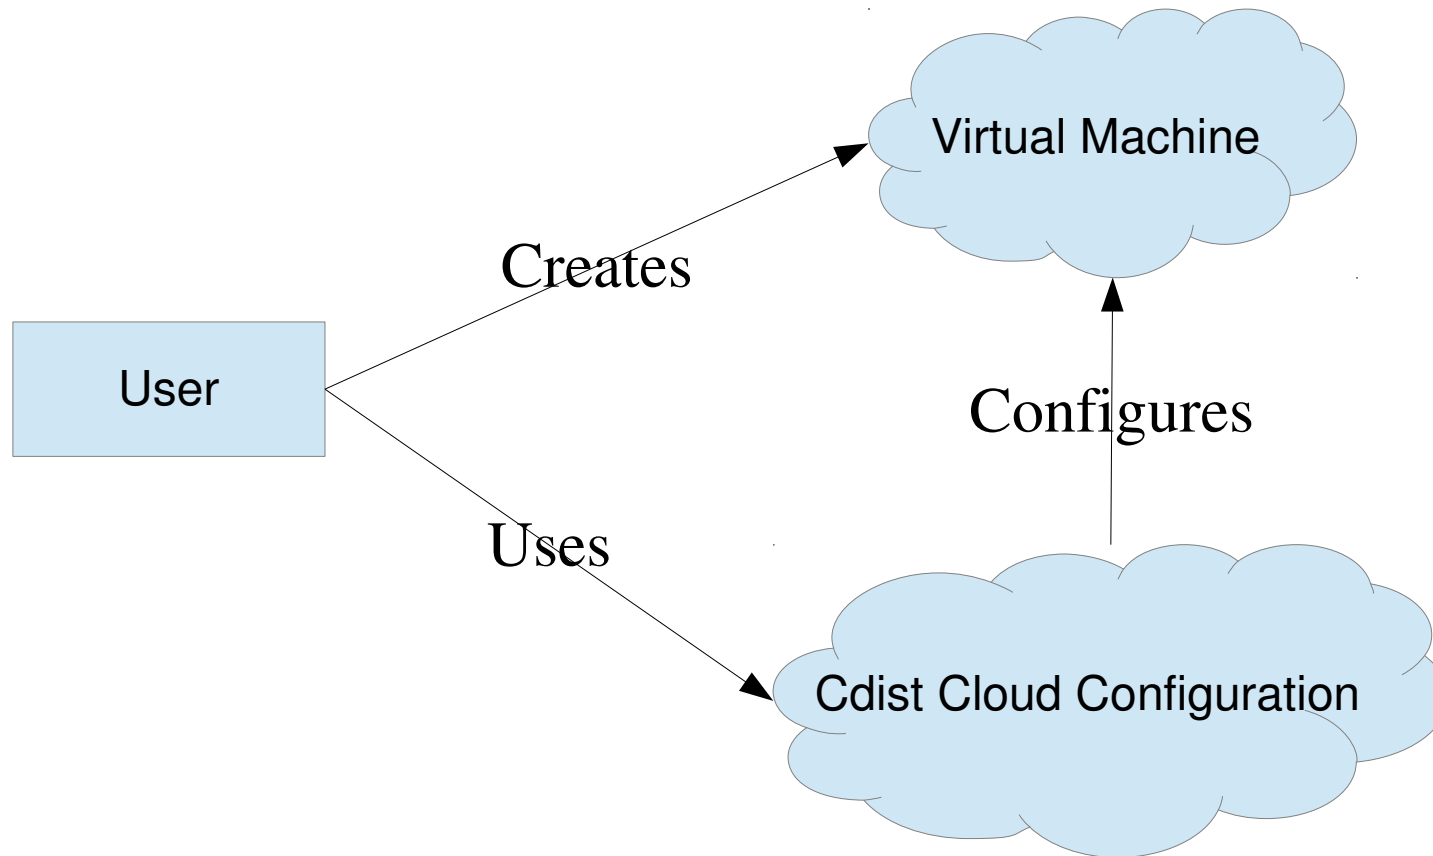 Virtual Machine
Creates
User
Configures
Uses
Cdist Cloud Configuration